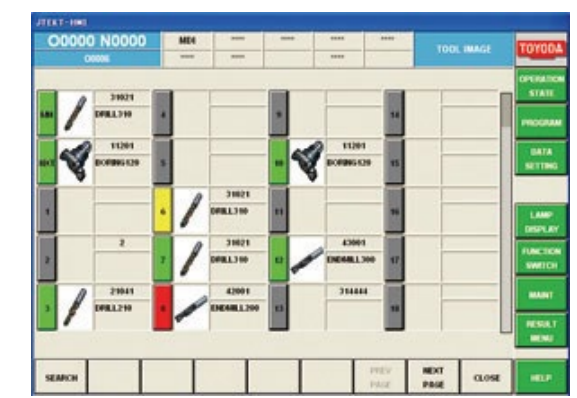 JTEKT-HMI
O0000 N0000
MDI
****
****
****
****
O0006
****
****
****
TOOL IMAGE
TOYODA
OPERATION
STATE
PROGRAM
DATA
SETTING
LAMP
DISPLAY
FUNCTION
SWITCH
MAINT
RESULT
MENU
HELP
31021
DRILL310
4
9
14
11201
BORING120
5
10
11201
BORING120
15
1
6
31021
DRILL310
11
16
2
2
7
31021
DRILL310
12
43001
ENDMILL300
17
3
21041
DRILL210
8
42001
ENDMILL200
13
314444
18
SEARCH
PREV
PAGE
NEXT
PAGE
CLOSE